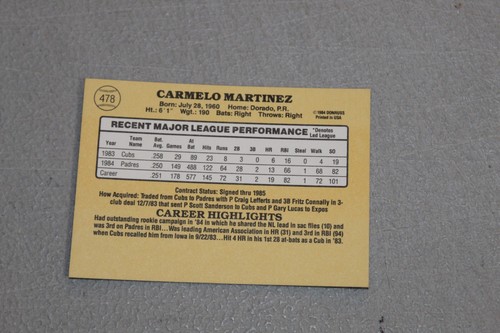 478
CARMELO MARTINEZ
Born: July 28, 1960 Home: Dorado, P.R.
Ht.: 6' 1" Wgt.: 190 Bats: Right Throws: Right
© 1984 DONRUSS
Printed in USA
RECENT MAJOR LEAGUE PERFORMANCE *Denotes Led League
Year Team Name Bat. Avg. Games At Bat Hits Runs 2B 3B HR RBI Steal Walk SO
1983 Cubs .258 29 89 23 8 3 0 6 16 0 4 19
1984 Padres .250 149 488 122 64 28 2 13 66 1 68 82
Career .251 178 577 145 72 31 2 19 82 1 72 101
Contract Status: Signed thru 1985
How Acquired: Traded from Cubs to Padres with P Craig Lefferts and 3B Fritz Connally in 3-
club deal 12/7/83 that sent P Scott Sanderson to Cubs and P Gary Lucas to Expos
CAREER HIGHLIGHTS
Had outstanding rookie campaign in '84 in which he shared the NL lead in sac flies (10) and
was 3rd on Padres in RBI... Was leading American Association in HR (31) and 3rd in RBI (94)
when Cubs recalled him from Iowa in 9/22/83... Hit 4 HR in his 1st 28 at-bats as a Cub in '83.